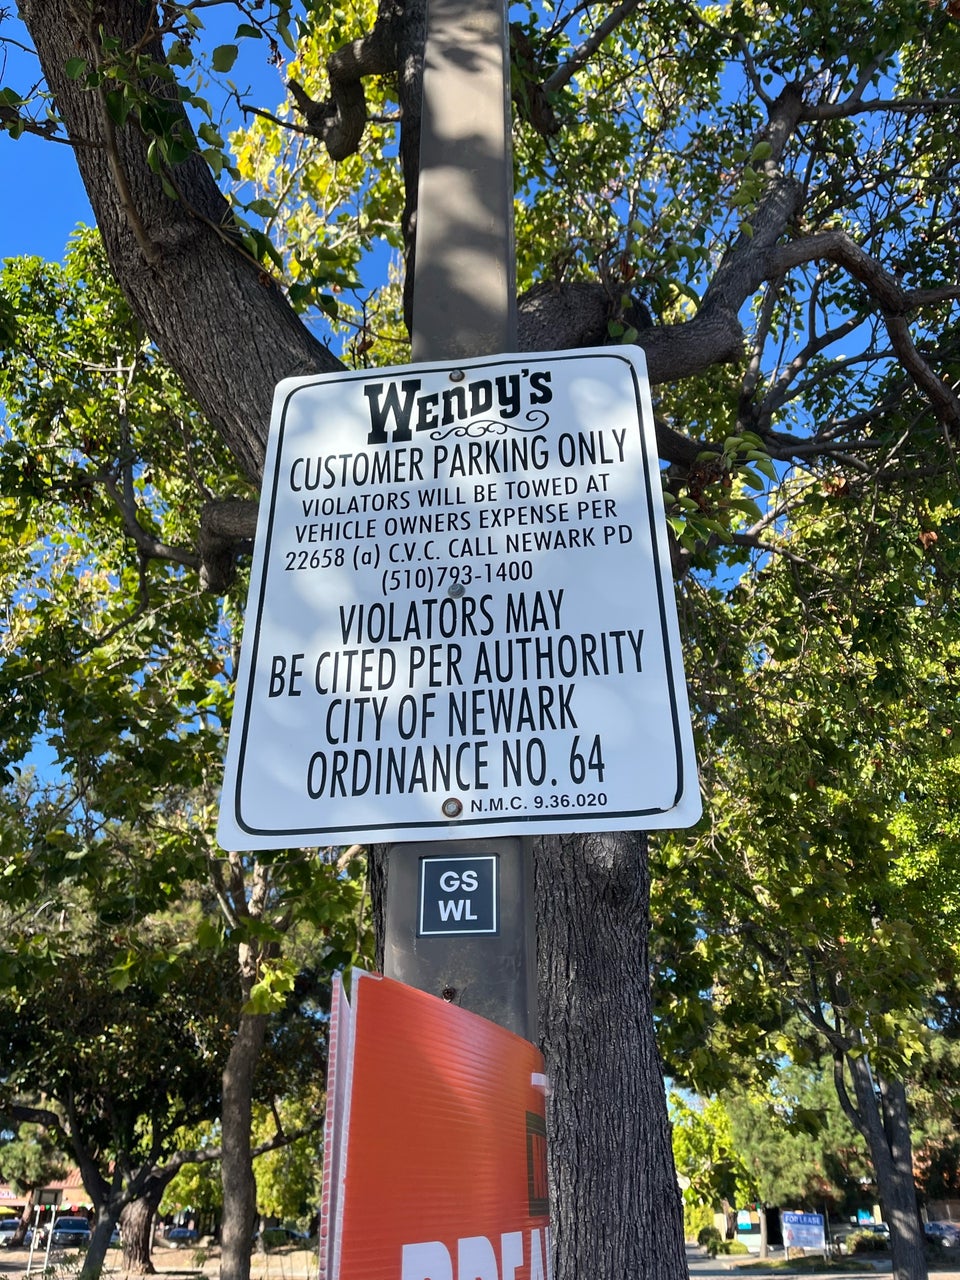 WENDY'S
CUSTOMER PARKING ONLY
VIOLATORS WILL BE TOWED AT
VEHICLE OWNERS EXPENSE PER
22658 (a) C.V.C. CALL NEWARK PD
(510)793-1400
VIOLATORS MAY
BE CITED PER AUTHORITY
CITY OF NEWARK
ORDINANCE NO. 64
N.M.C. 9.36.020
GS
WL
FOR LEASE